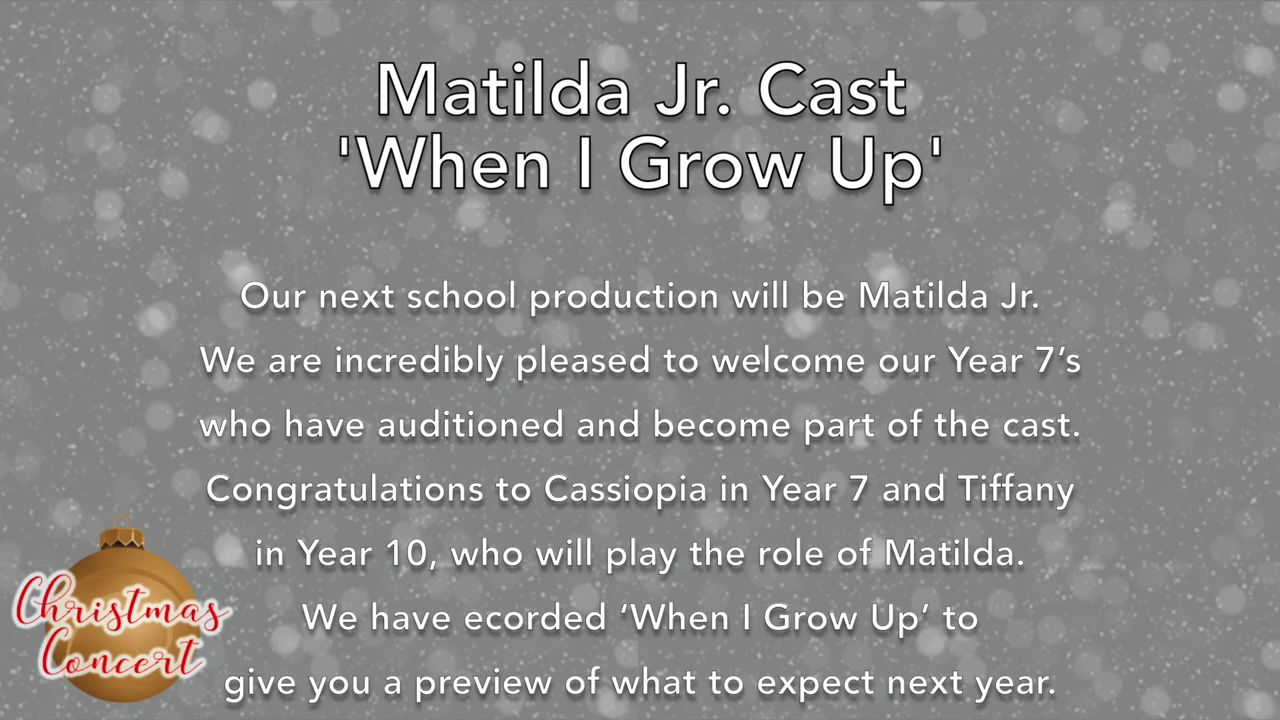 Matilda Jr. Cast
'When I Grow Up'
Our next school production will be Matilda Jr.
We are incredibly pleased to welcome our Year 7’s
who have auditioned and become part of the cast.
Congratulations to Cassiopia in Year 7 and Tiffany
in Year 10, who will play the role of Matilda.
We have ecorded ‘When I Grow Up’ to
give you a preview of what to expect next year.
Christmas
Concert